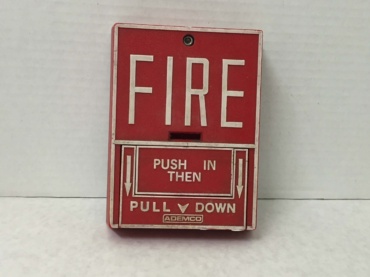 FIRE
PUSH IN
THEN
PULL DOWN
ADEMCO